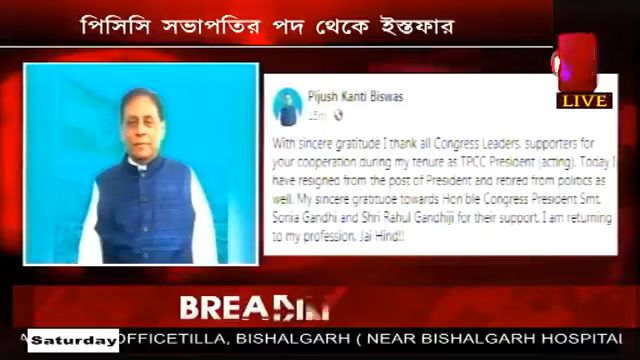 পিসিসি সভাপতির পদ থেকে ইস্তফার
LIVE
Pijush Kanti Biswas
15m
With sincere gratitude I thank all Congress Leaders, supporters for
your cooperation during my tenure as TPCC President (acting). Today I
have resigned from the post of President and retired from politics as
well. My sincere gratitude towards Hon'ble Congress President Smt.
Sonia Gandhi and Shri Rahul Gandhiji for their support. I am returning
to my profession. Jai Hind!!
Saturday OFFICETILLA, BISHALGARH ( NEAR BISHALGARH HOSPITAL